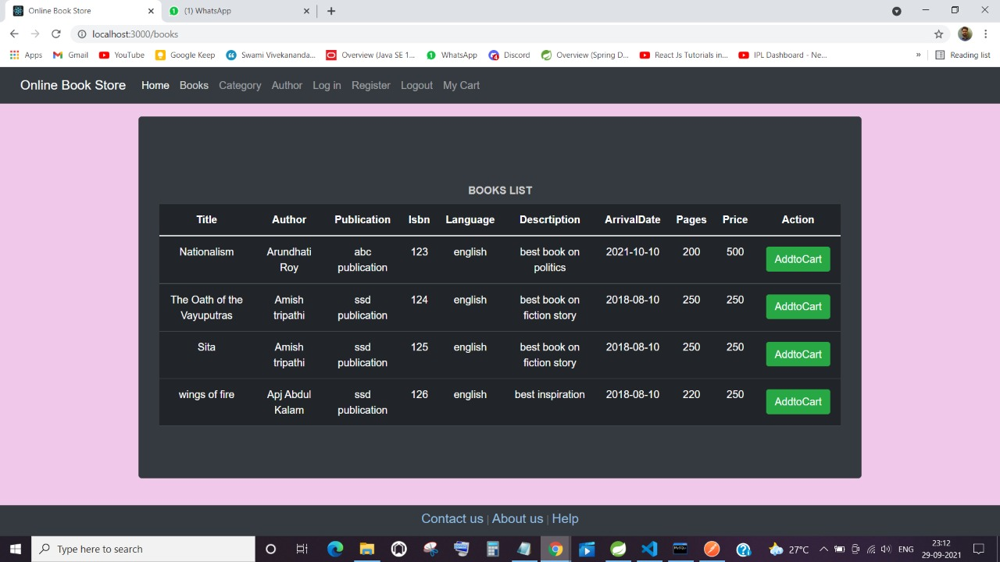 Online Book Store
(1) WhatsApp
localhost:3000/books
Apps Gmail YouTube Google Keep Swami Vivekananda... Overview (Java SE 1... WhatsApp Discord Overview (Spring D... React Js Tutorials in... IPL Dashboard - Ne... » Reading list
Online Book Store Home Books Category Author Log in Register Logout My Cart
BOOKS LIST
Title Author Publication Isbn Language Descrtiption ArrivalDate Pages Price Action
Nationalism Arundhati Roy abc publication 123 english best book on politics 2021-10-10 200 500 AddtoCart
The Oath of the Vayuputras Amish tripathi ssd publication 124 english best book on fiction story 2018-08-10 250 250 AddtoCart
Sita Amish tripathi ssd publication 125 english best book on fiction story 2018-08-10 250 250 AddtoCart
wings of fire Apj Abdul Kalam ssd publication 126 english best inspiration 2018-08-10 220 250 AddtoCart
Contact us | About us | Help
Type here to search
27°C
ENG
23:12
29-09-2021